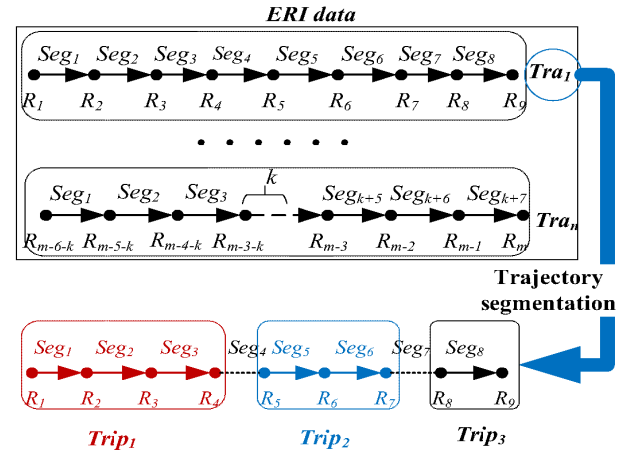 ERI data
Seg1 Seg2 Seg3 Seg4 Seg5 Seg6 Seg7 Seg8
Tra1
R1 R2 R3 R4 R5 R6 R7 R8 R9
k
Seg1 Seg2 Seg3 Segk+5 Segk+6 Segk+7
Tran
Rm-6-k Rm-5-k Rm-4-k Rm-3-k Rm-3 Rm-2 Rm-1 Rm
Trajectory
segmentation
Seg1 Seg2 Seg3 Seg4 Seg5 Seg6 Seg7 Seg8
R1 R2 R3 R4 R5 R6 R7 R8 R9
Trip1 Trip2 Trip3